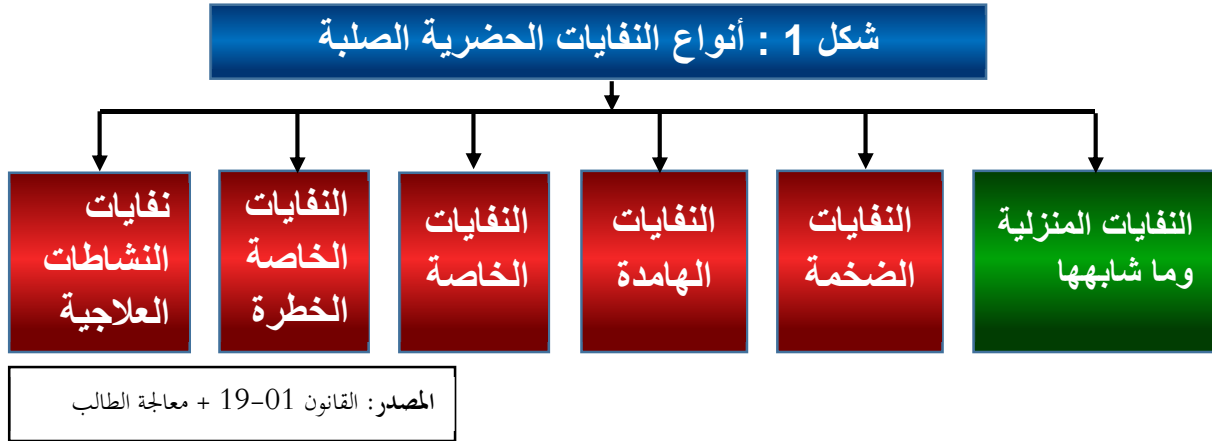 شكل 1 : أنواع النفايات الحضرية الصلبة
النفايات المنزلية
وما شابهها
النفايات
الضخمة
النفايات
الهامدة
النفايات
الخاصة
النفايات
الخاصة
الخطرة
نفايات
النشاطات
العلاجية
المصدر: القانون 01-19 + معالجة الطالب